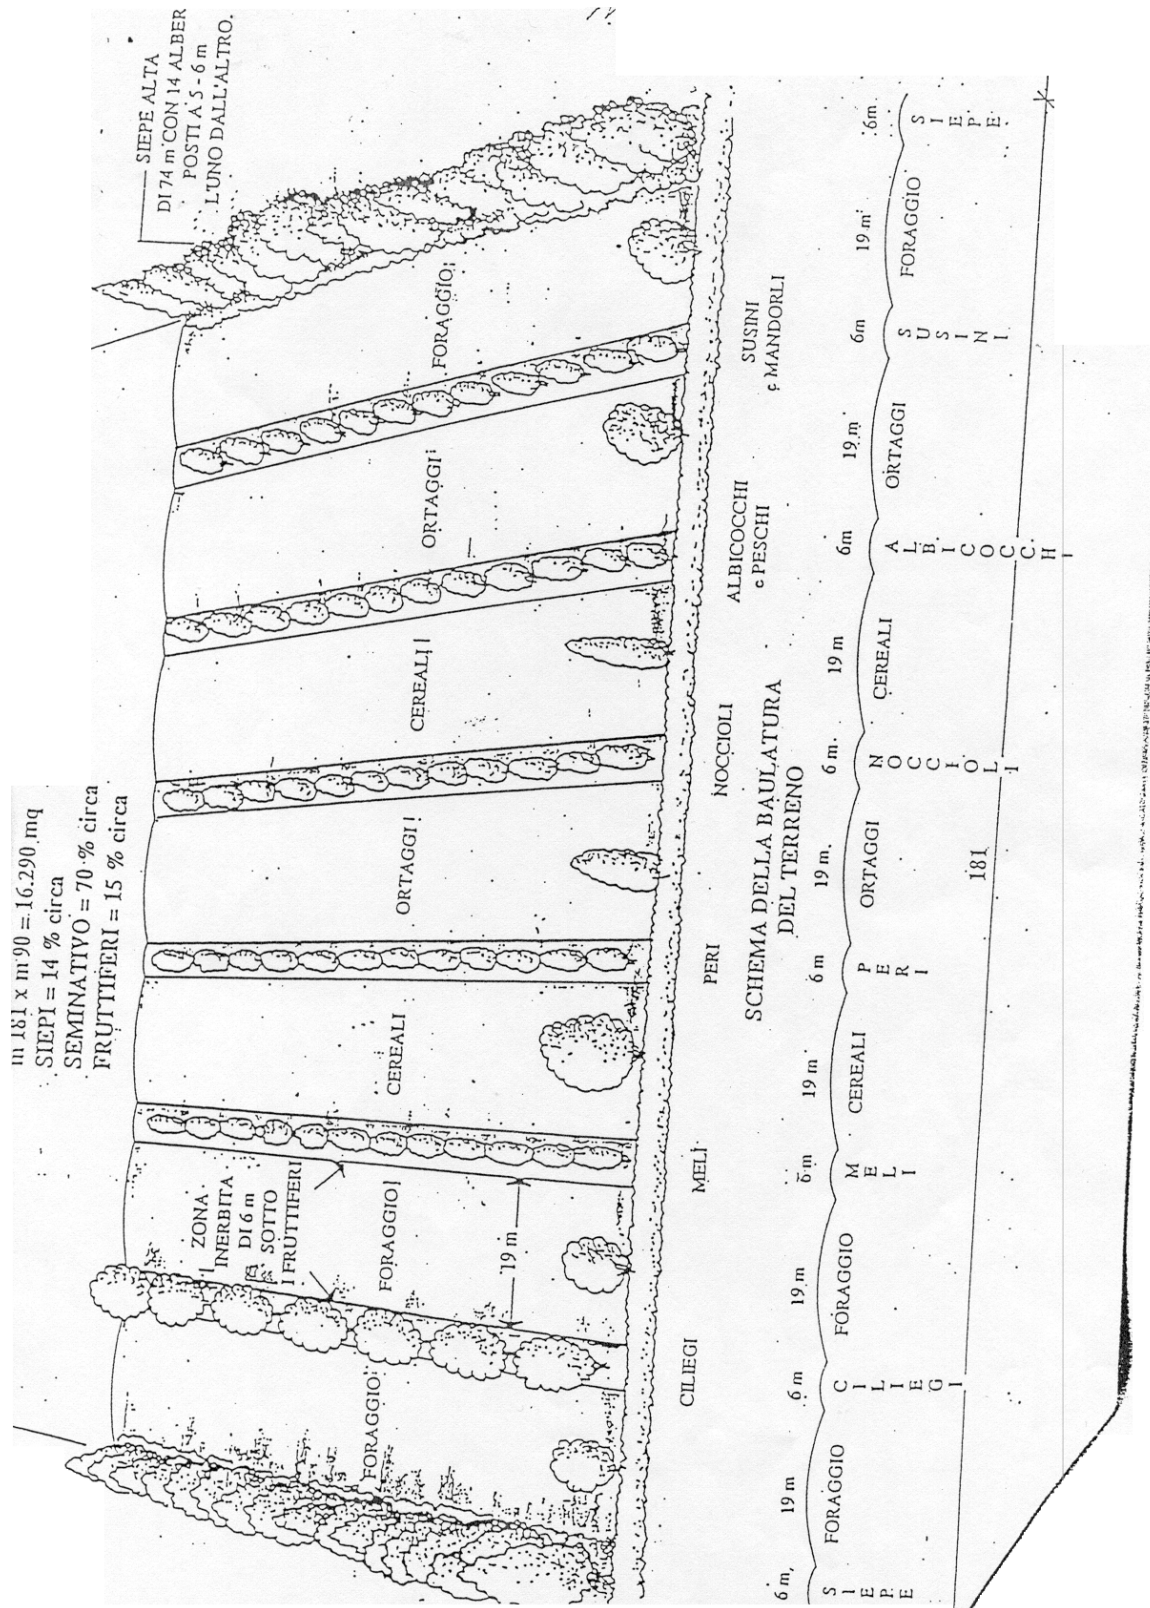 m 181 x m 90 = 16.290 mq
SIEPI = 14 % circa
SEMINATIVO = 70 % circa
FRUTTIFERI = 15 % circa
SIEPE ALTA
DI 74 m CON 14 ALBER
POSTI A 5 - 6 m
L'UNO DALL'ALTRO.
ZONA
INERBITA
DI 6 m
SOTTO
I FRUTTIFERI
FORAGGIO
FORAGGIO
CEREALI
ORTAGGI
CEREALI
ORTAGGI
FORAGGIO
19 m
CILIEGI
MELI
PERI
NOCCIOLI
ALBICOCCHI
e PESCHI
SUSINI
e MANDORLI
SCHEMA DELLA BAULATURA
DEL TERRENO
6 m 19 m 6 m 19 m 6 m 19 m 6 m 19 m. 6 m. 19 m 6m 19 m 6m 19 m 6m
SIEPE FORAGGIO CILIEGI FORAGGIO MELI CEREALI PERI ORTAGGI NOCCIOLI CEREALI ALBICOCCHI ORTAGGI SUSINI FORAGGIO SIEPE
181